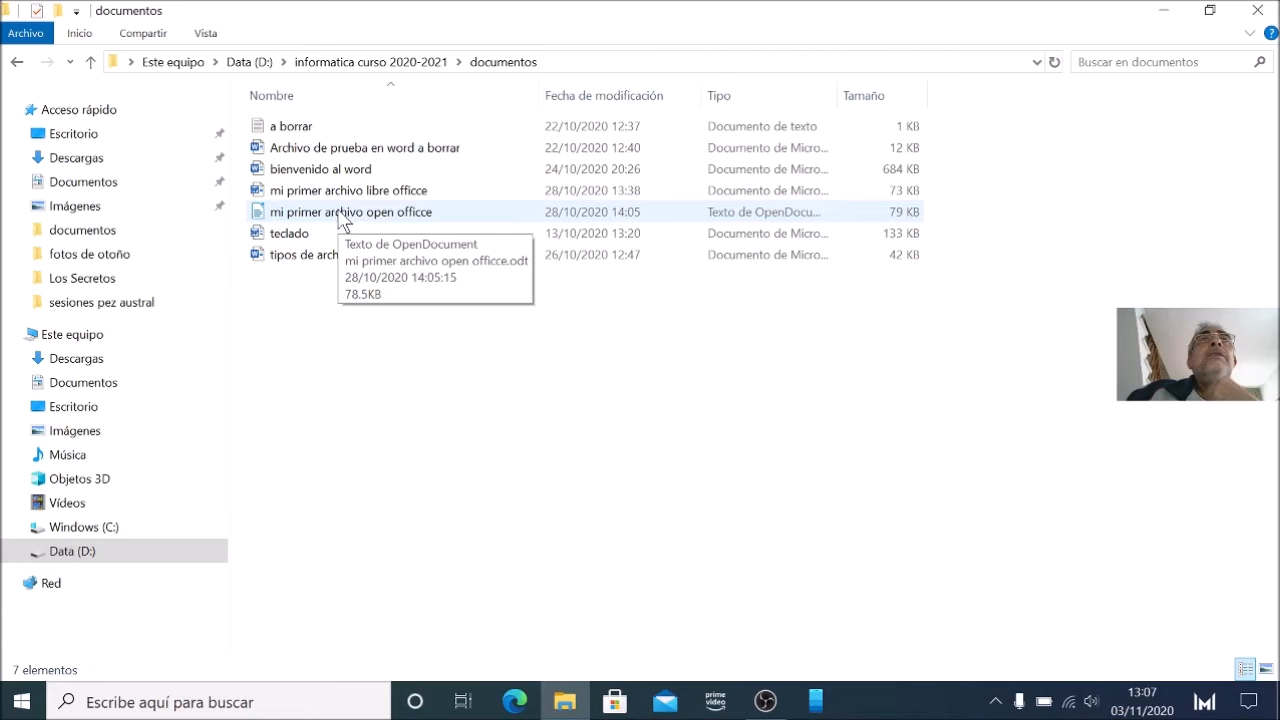 documentos
Archivo Inicio Compartir Vista
Este equipo Data (D:) informatica curso 2020-2021 documentos
Buscar en documentos
Nombre Fecha de modificación Tipo Tamaño
a borrar 22/10/2020 12:37 Documento de texto 1 KB
Archivo de prueba en word a borrar 22/10/2020 12:40 Documento de Micro... 12 KB
bienvenido al word 24/10/2020 20:26 Documento de Micro... 684 KB
mi primer archivo libre officce 28/10/2020 13:38 Documento de Micro... 73 KB
mi primer archivo open officce 28/10/2020 14:05 Texto de OpenDocu... 79 KB
teclado 13/10/2020 13:20 Documento de Micro... 133 KB
tipos de arch 26/10/2020 12:47 Documento de Micro... 42 KB
Texto de OpenDocument
mi primer archivo open officce.odt
28/10/2020 14:05:15
78.5KB
Acceso rápido
Escritorio
Descargas
Documentos
Imágenes
documentos
fotos de otoño
Los Secretos
sesiones pez austral
Este equipo
Descargas
Documentos
Escritorio
Imágenes
Música
Objetos 3D
Vídeos
Windows (C:)
Data (D:)
Red
7 elementos
Escribe aquí para buscar
prime
video
13:07
03/11/2020